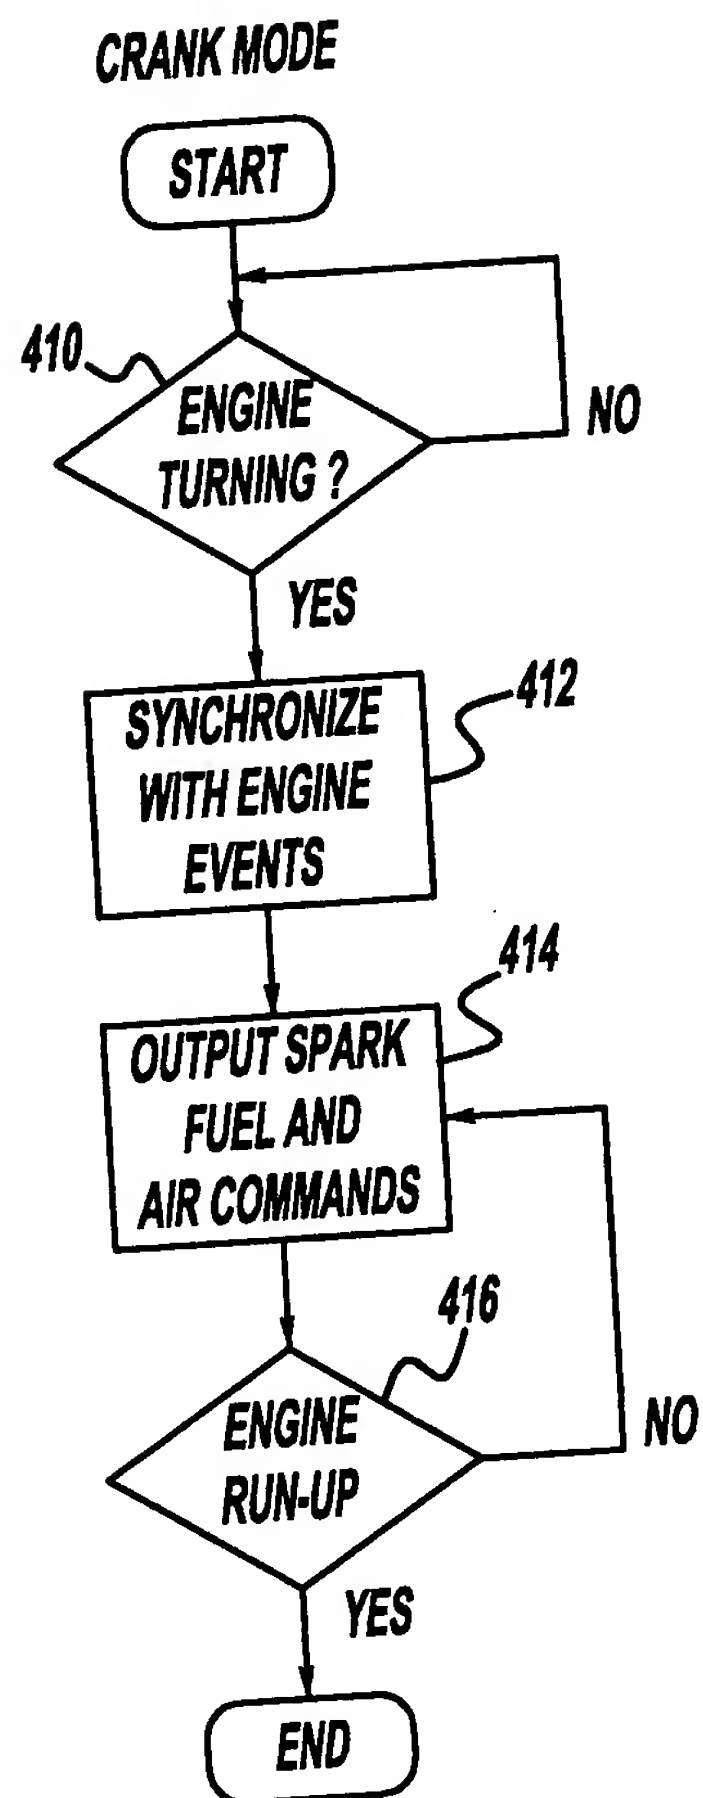 CRANK MODE
START
410
ENGINE
TURNING ?
NO
YES
412
SYNCHRONIZE
WITH ENGINE
EVENTS
414
OUTPUT SPARK
FUEL AND
AIR COMMANDS
416
ENGINE
RUN-UP
NO
YES
END